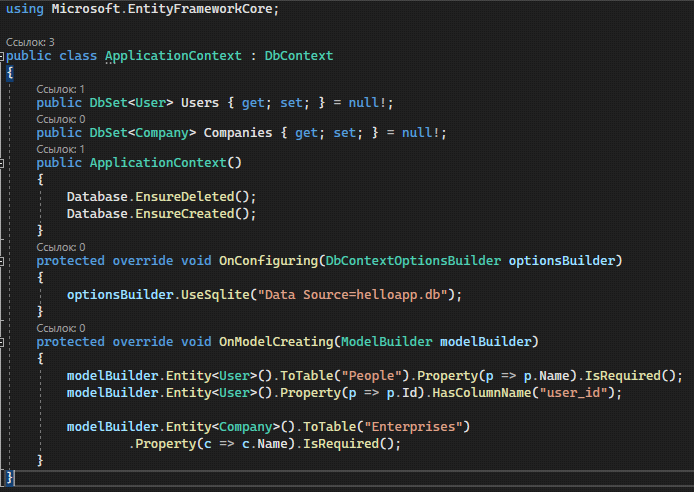 using Microsoft.EntityFrameworkCore;
Ссылок: 3
public class ApplicationContext : DbContext
{
Ссылок: 1
public DbSet<User> Users { get; set; } = null!;
Ссылок: 0
public DbSet<Company> Companies { get; set; } = null!;
Ссылок: 1
public ApplicationContext()
{
Database.EnsureDeleted();
Database.EnsureCreated();
}
Ссылок: 0
protected override void OnConfiguring(DbContextOptionsBuilder optionsBuilder)
{
optionsBuilder.UseSqlite("Data Source=helloapp.db");
}
Ссылок: 0
protected override void OnModelCreating(ModelBuilder modelBuilder)
{
modelBuilder.Entity<User>().ToTable("People").Property(p => p.Name).IsRequired();
modelBuilder.Entity<User>().Property(p => p.Id).HasColumnName("user_id");
modelBuilder.Entity<Company>().ToTable("Enterprises")
.Property(c => c.Name).IsRequired();
}
}